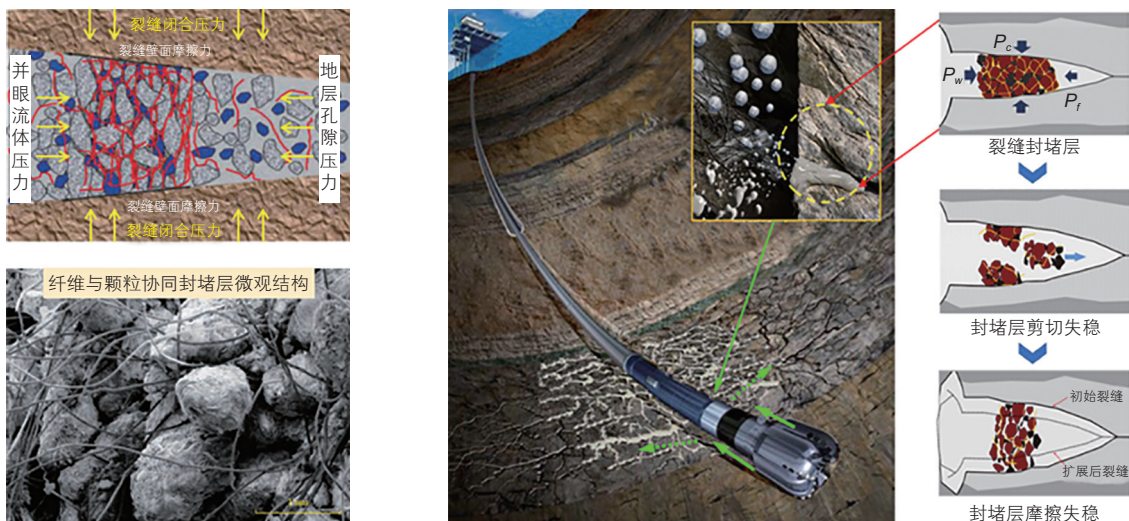 裂缝闭合压力
裂缝壁面摩擦力
并眼流体压力
地层孔隙压力
裂缝壁面摩擦力
裂缝闭合压力
纤维与颗粒协同封堵层微观结构
Pc
Pw
Pf
裂缝封堵层
封堵层剪切失稳
初始裂缝
扩展后裂缝
封堵层摩擦失稳